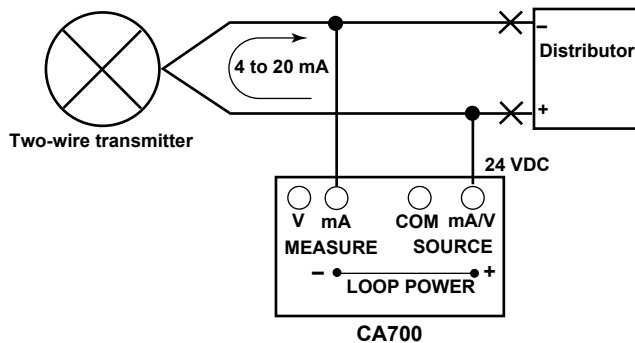 4 to 20 mA
−
Distributor
+
Two-wire transmitter
24 VDC
V mA COM mA/V
MEASURE SOURCE
− +
LOOP POWER
CA700